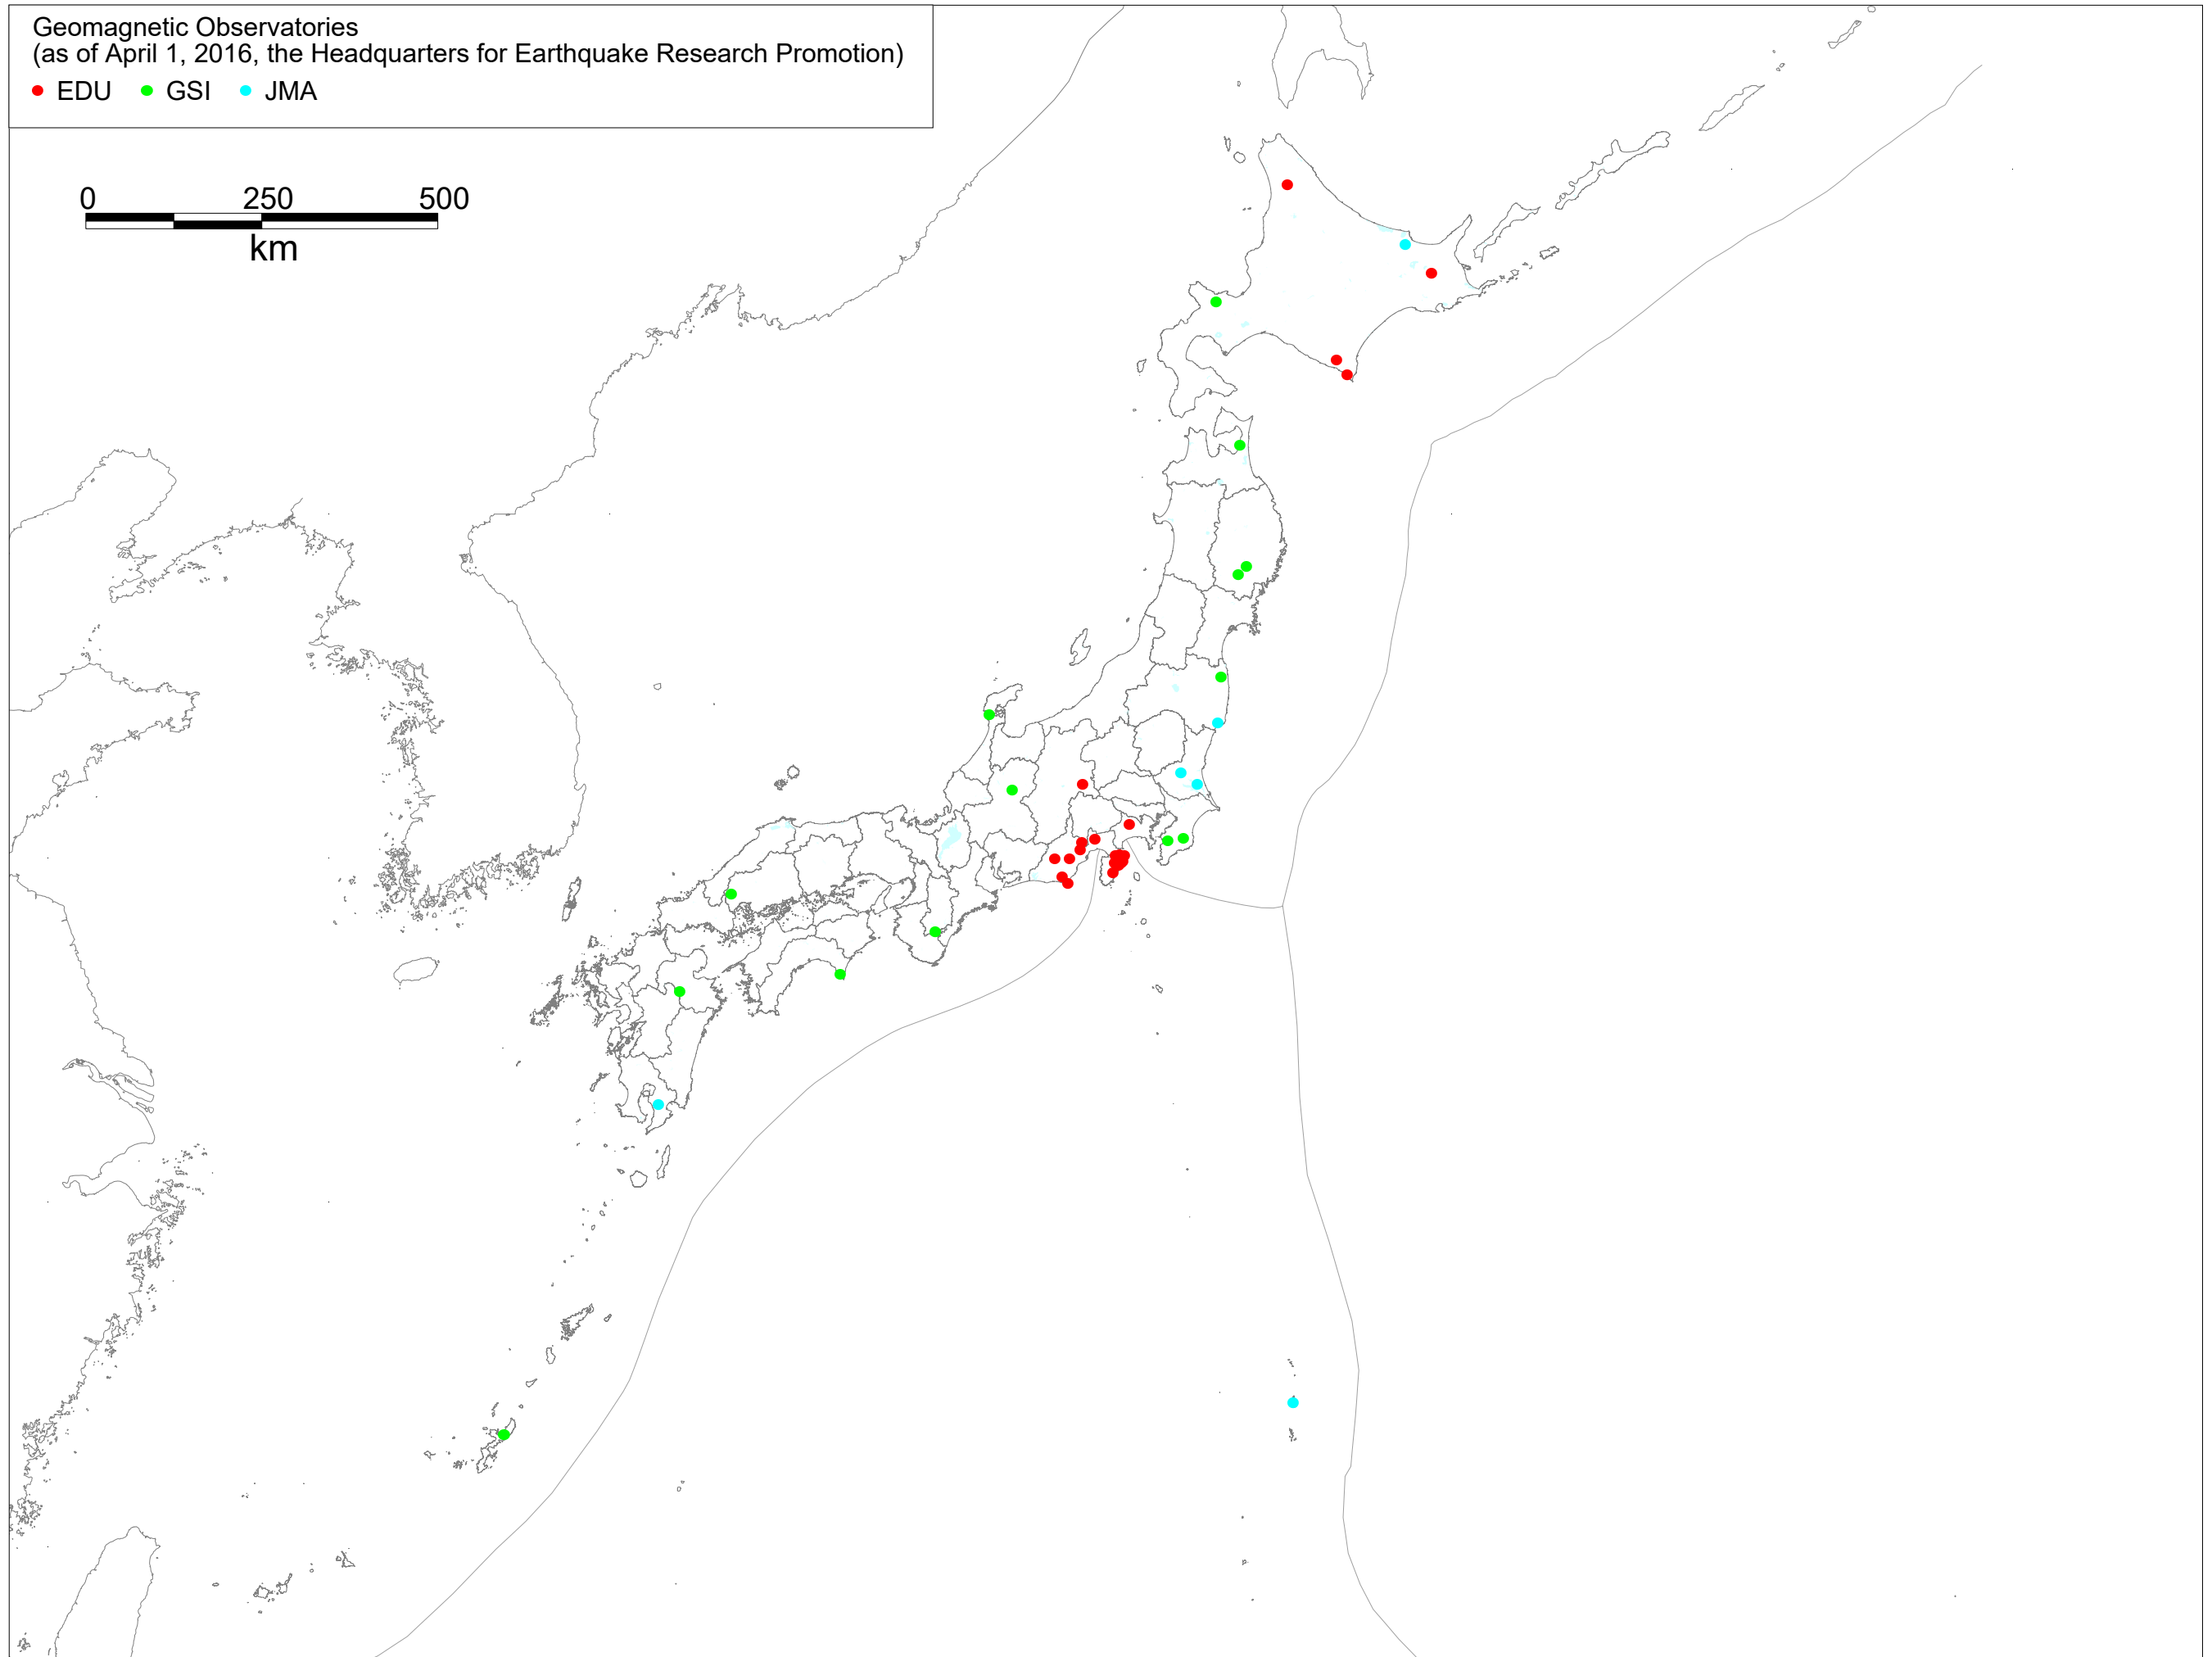 Geomagnetic Observatories
(as of April 1, 2016, the Headquarters for Earthquake Research Promotion)
EDU GSI JMA
0 250 500
km